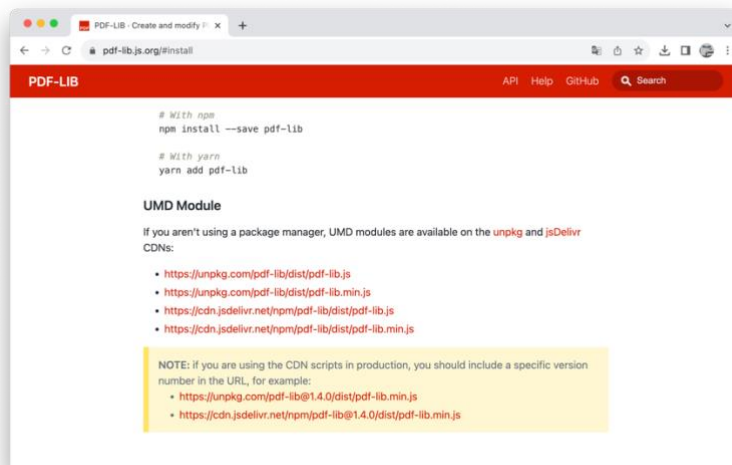 PDF-LIB · Create and modify P
pdf-lib.js.org/#install
PDF-LIB
API Help GitHub Search
# With npm
npm install --save pdf-lib
# With yarn
yarn add pdf-lib
UMD Module
If you aren't using a package manager, UMD modules are available on the unpkg and jsDelivr
CDNs:
• https://unpkg.com/pdf-lib/dist/pdf-lib.js
• https://unpkg.com/pdf-lib/dist/pdf-lib.min.js
• https://cdn.jsdelivr.net/npm/pdf-lib/dist/pdf-lib.js
• https://cdn.jsdelivr.net/npm/pdf-lib/dist/pdf-lib.min.js
NOTE: if you are using the CDN scripts in production, you should include a specific version
number in the URL, for example:
• https://unpkg.com/pdf-lib@1.4.0/dist/pdf-lib.min.js
• https://cdn.jsdelivr.net/npm/pdf-lib@1.4.0/dist/pdf-lib.min.js